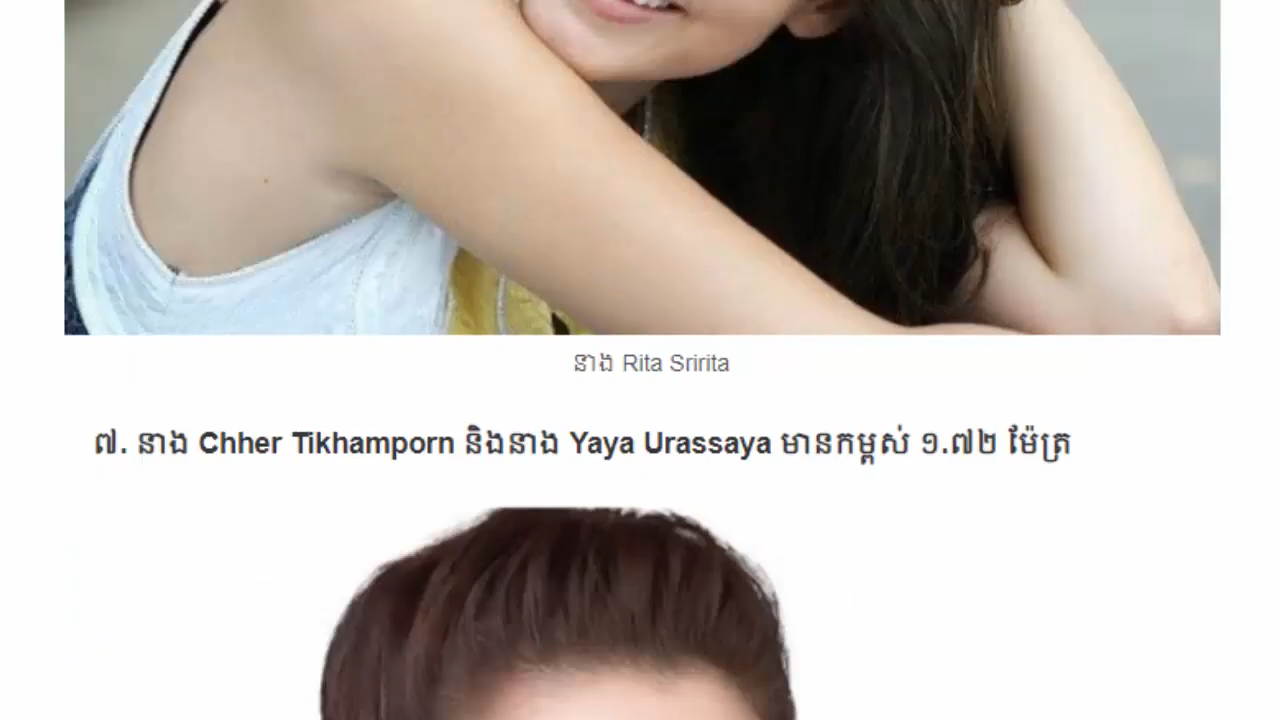 នាង Rita Sririta
៧. នាង Chher Tikhamporn និងនាង Yaya Urassaya មានកម្ពស់ ១.៧២ ម៉ែត្រ